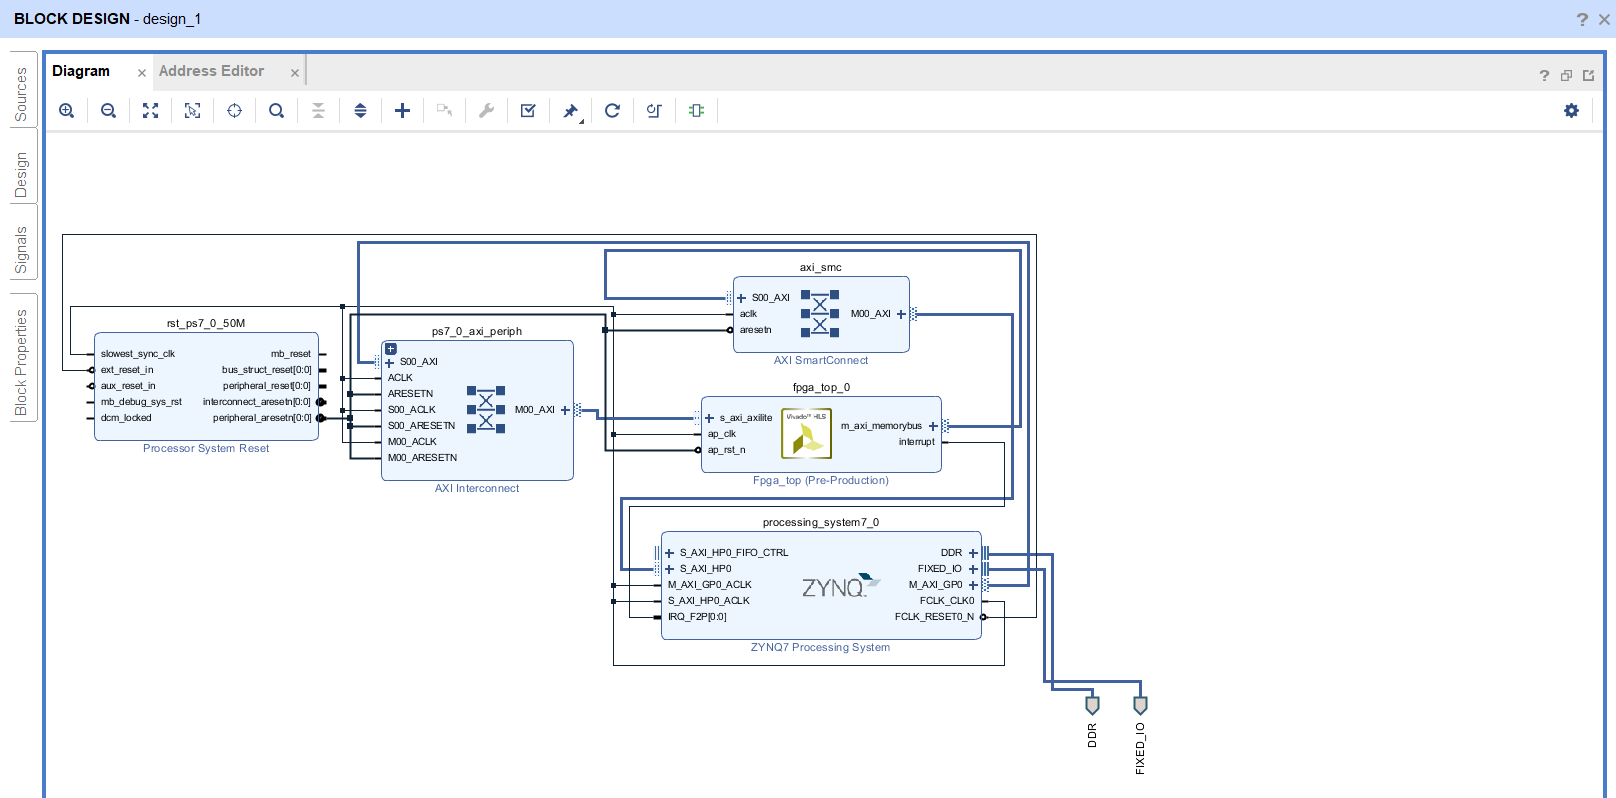 BLOCK DESIGN - design_1
Sources
Design
Signals
Block Properties
Diagram
Address Editor
rst_ps7_0_50M
slowest_sync_clk
ext_reset_in
aux_reset_in
mb_debug_sys_rst
dcm_locked
mb_reset
bus_struct_reset[0:0]
peripheral_reset[0:0]
interconnect_aresetn[0:0]
peripheral_aresetn[0:0]
Processor System Reset
ps7_0_axi_periph
S00_AXI
ACLK
ARESETN
S00_ACLK
S00_ARESETN
M00_ACLK
M00_ARESETN
M00_AXI
AXI Interconnect
axi_smc
S00_AXI
aclk
aresetn
M00_AXI
AXI SmartConnect
fpga_top_0
s_axi_axilite
ap_clk
ap_rst_n
Vivado™ HLS
m_axi_memorybus
interrupt
Fpga_top (Pre-Production)
processing_system7_0
S_AXI_HP0_FIFO_CTRL
S_AXI_HP0
M_AXI_GP0_ACLK
S_AXI_HP0_ACLK
IRQ_F2P[0:0]
ZYNQ
DDR
FIXED_IO
M_AXI_GP0
FCLK_CLK0
FCLK_RESET0_N
ZYNQ7 Processing System
DDR
FIXED_IO